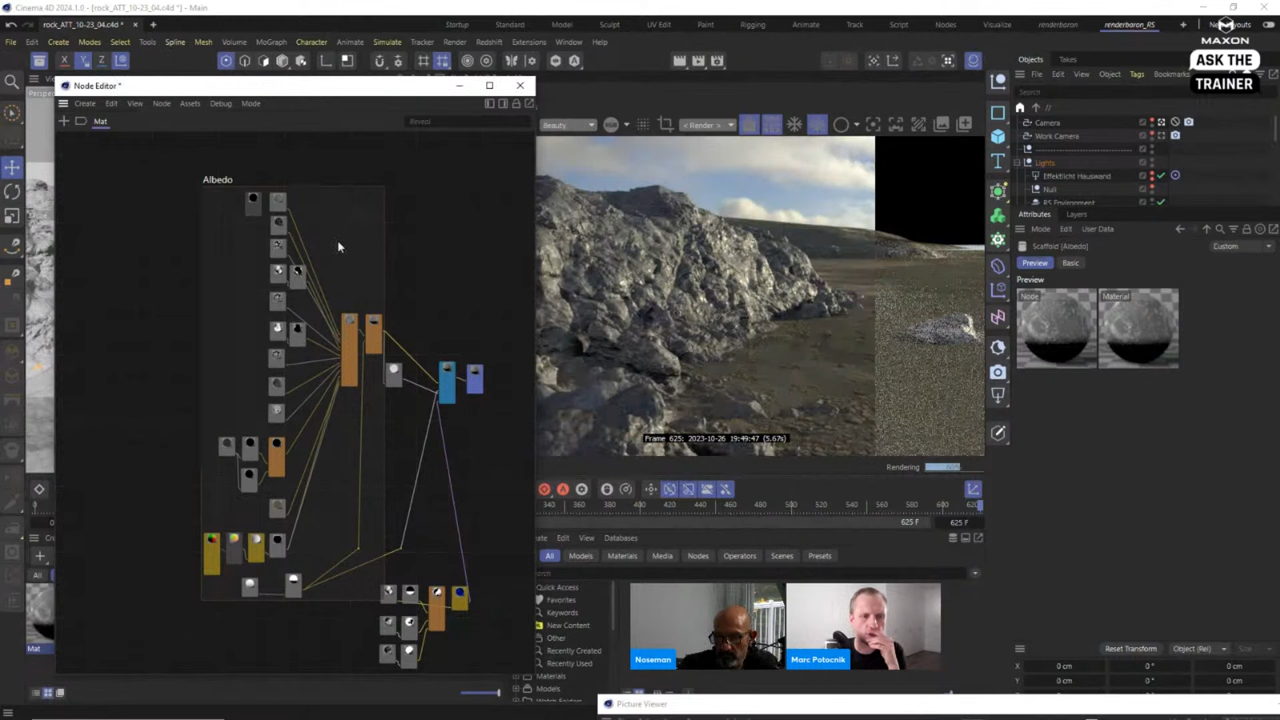 Cinema 4D 2024.1.0 - [rock_ATT_10-23_04.c4d *] - Main
rock_ATT_10-23_04.c4d *
Startup Standard Model Sculpt UV Edit Paint Rigging Animate Track Script Nodes Visualize renderbaron renderbaron_RS New Layouts
File Edit Create Modes Select Tools Spline Mesh Volume MoGraph Character Animate Simulate Tracker Render Redshift Extensions Window Help
MAXON
ASK THE
TRAINER
Objects Takes
File Edit View Object Tags Bookmarks
Search
Node Editor *
Create Edit View Node Assets Debug Mode
Mat
Reveal
Beauty
< Render >
Camera
Work Camera
Lights
Effektlicht Hauswand
Null
RS Environment
Albedo
Attributes Layers
Mode Edit User Data
Scaffold [Albedo]
Custom
Preview Basic
Preview
Node
Material
Frame 625: 2023-10-26 19:49:47 (5.67s)
Rendering
340 360 380 400 420 440 460 480 500 520 540 560 580 600 620
625 F 625 F
Edit View Databases
All Models Materials Media Nodes Operators Scenes Presets
Quick Access
Favorites
Keywords
New Content
Other
Recently Created
Recently Used
Materials
Models
All
Mat
Noseman
Marc Potocnik
Reset Transform Object (Rel) Size
X 0 cm 0 ° 0 cm
Y 0 cm 0 ° 0 cm
Picture Viewer